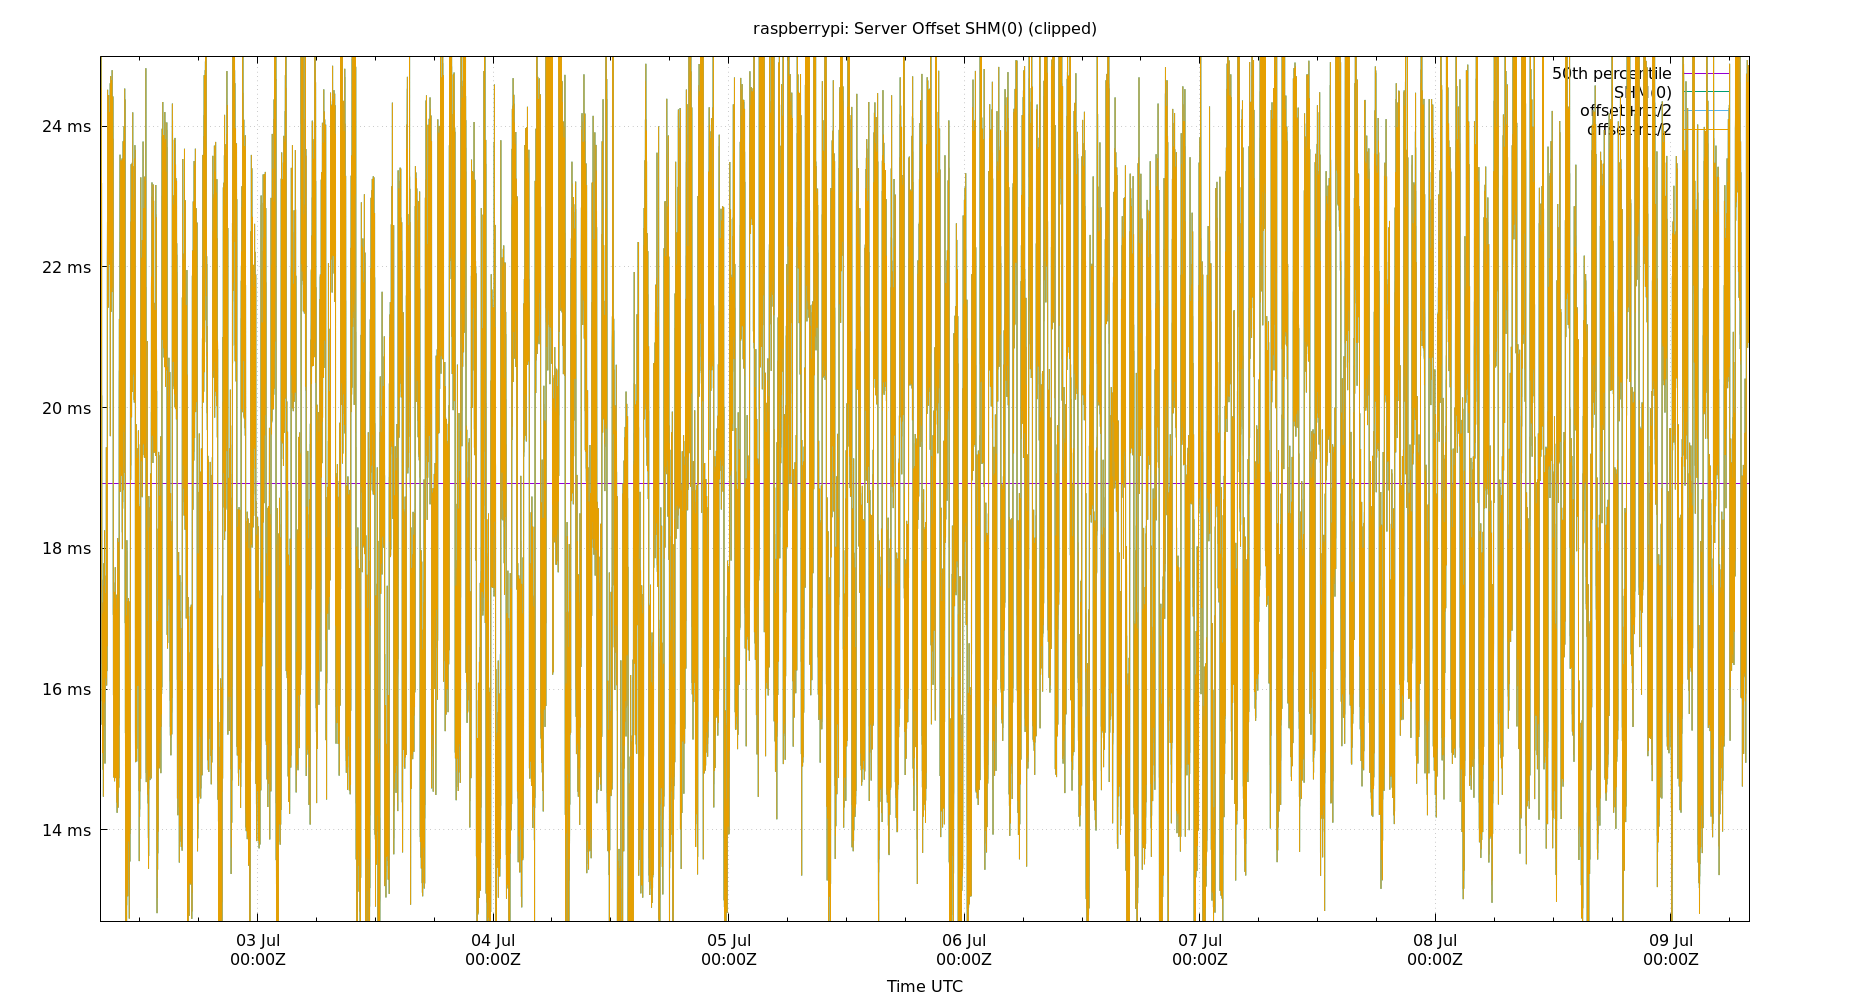 raspberrypi: Server Offset SHM(0) (clipped)
50th percentile
SHM(0)
offset+rtt/2
offset-rtt/2
24 ms
22 ms
20 ms
18 ms
16 ms
14 ms
03 Jul 04 Jul 05 Jul 06 Jul 07 Jul 08 Jul 09 Jul
00:00Z 00:00Z 00:00Z 00:00Z 00:00Z 00:00Z 00:00Z
Time UTC